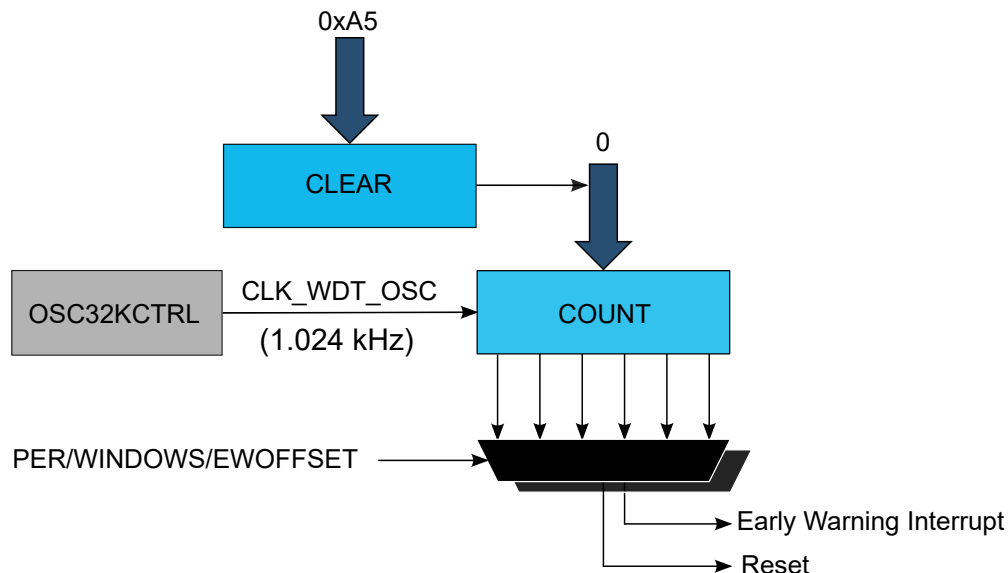 0xA5
0
CLEAR
OSC32KCTRL
CLK_WDT_OSC
(1.024 kHz)
COUNT
PER/WINDOWS/EWOFFSET
Early Warning Interrupt
Reset